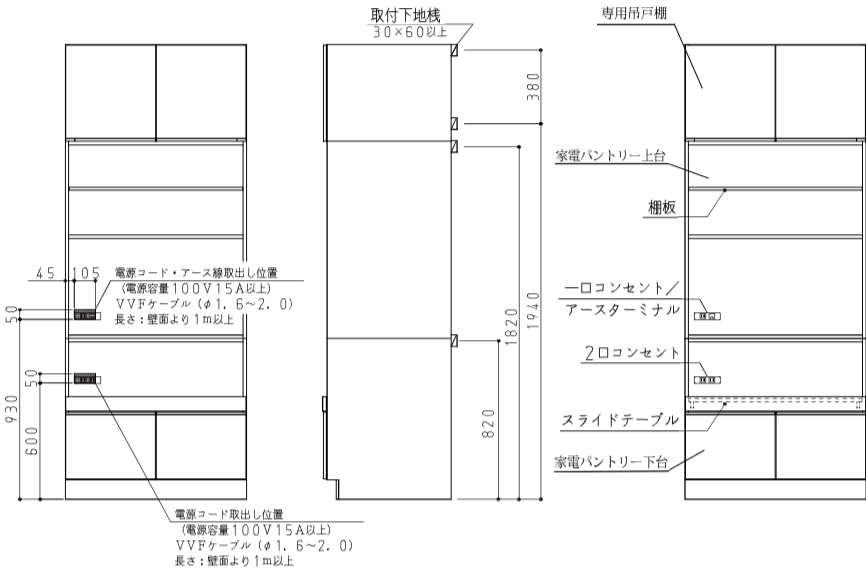 取付下地桟
30×60以上
専用吊戸棚
380
家電パントリー上台
棚板
45
105
電源コード・アース線取出し位置
(電源容量100V15A以上)
VVFケーブル(φ1.6~2.0)
長さ:壁面より1m以上
50
一口コンセント/
アースターミナル
1820
1940
50
2口コンセント
930
600
820
スライドテーブル
家電パントリー下台
電源コード取出し位置
(電源容量100V15A以上)
VVFケーブル(φ1.6~2.0)
長さ:壁面より1m以上